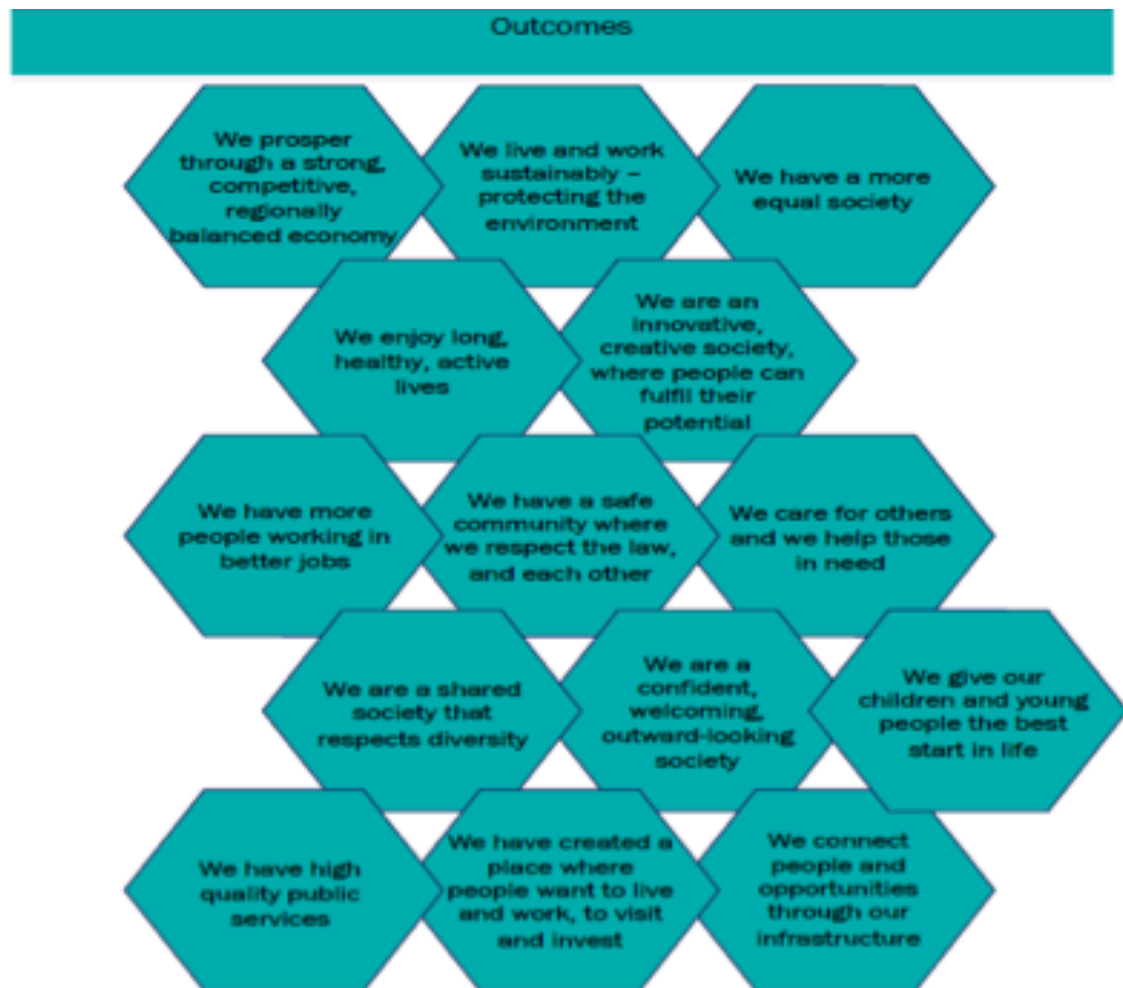 Outcomes
We prosper
through a strong,
competitive,
regionally
balanced economy
We live and work
sustainably –
protecting the
environment
We have a more
equal society
We enjoy long,
healthy, active
lives
We are an
innovative,
creative society,
where people can
fulfil their
potential
We have more
people working in
better jobs
We have a safe
community where
we respect the law,
and each other
We care for others
and we help those
in need
We are a shared
society that
respects diversity
We are a
confident,
welcoming,
outward-looking
society
We give our
children and young
people the best
start in life
We have high
quality public
services
We have created a
place where
people want to live
and work, to visit
and invest
We connect
people and
opportunities
through our
infrastructure